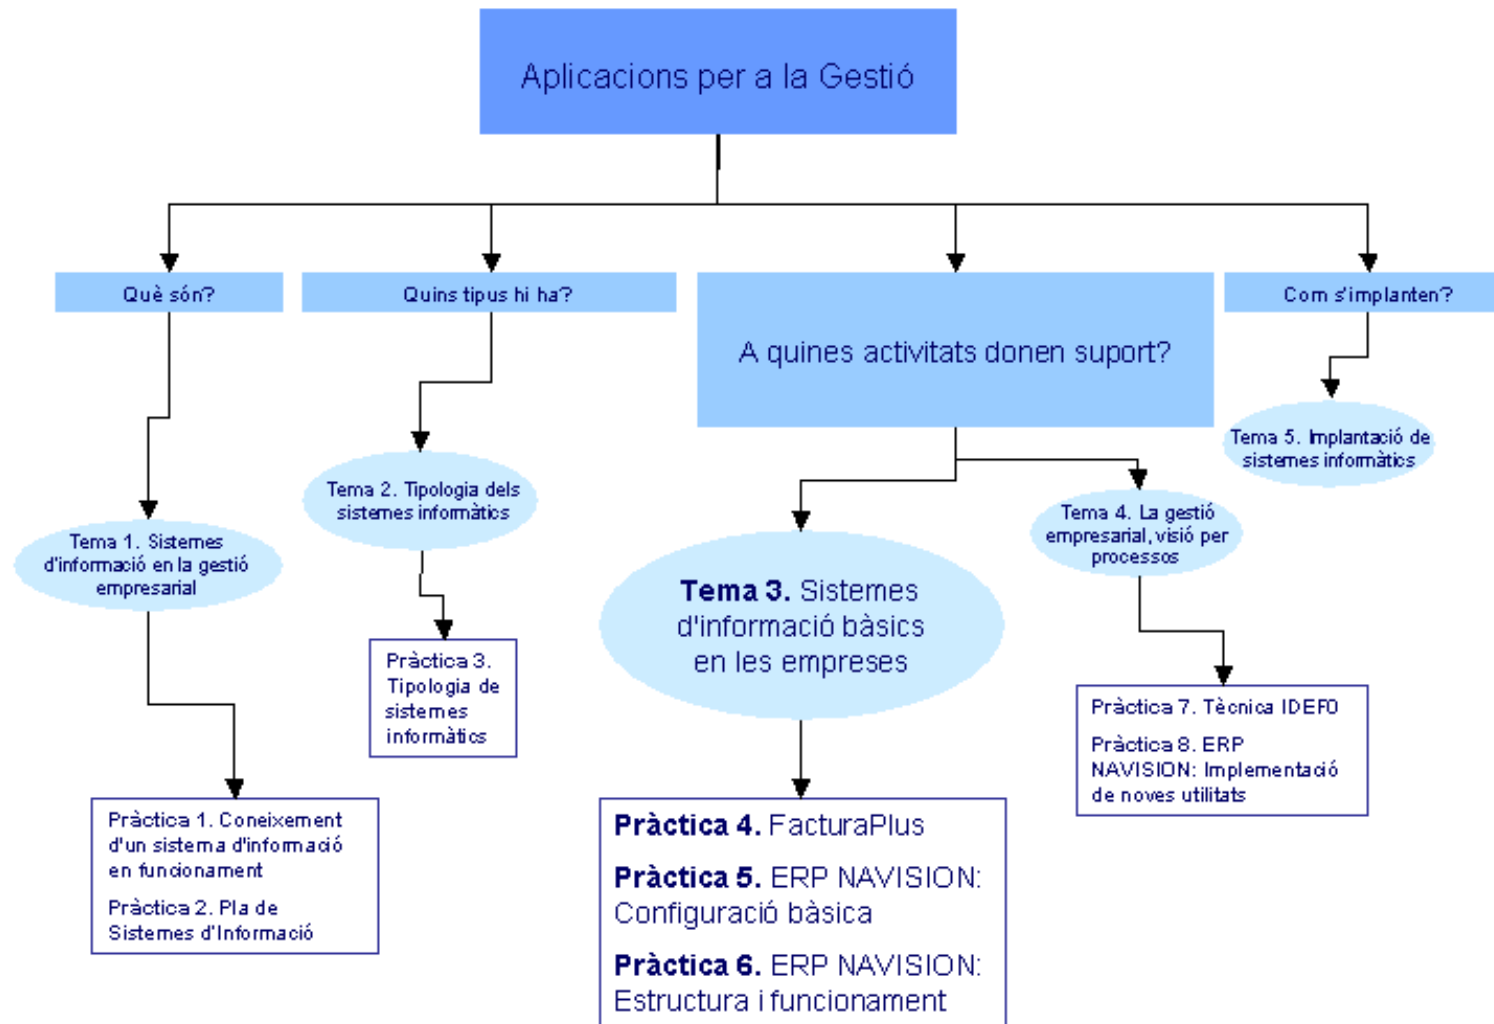 Aplicacions per a la Gestió
Què són?
Quins tipus hi ha?
A quines activitats donen suport?
Com s'implanten?
Tema 1. Sistemes
d'informació en la gestió
empresarial
Tema 2. Tipologia dels
sistemes informàtics
Tema 3. Sistemes
d'informació bàsics
en les empreses
Tema 4. La gestió
empresarial, visió per
processos
Tema 5. Implantació de
sistemes informàtics
Pràctica 1. Coneixement
d'un sistema d'informació
en funcionament
Pràctica 2. Pla de
Sistemes d'Informació
Pràctica 3.
Tipologia de
sistemes
informàtics
Pràctica 4. FacturaPlus
Pràctica 5. ERP NAVISION:
Configuració bàsica
Pràctica 6. ERP NAVISION:
Estructura i funcionament
Pràctica 7. Tècnica IDEF0
Pràctica 8. ERP
NAVISION: Implementació
de noves utilitats